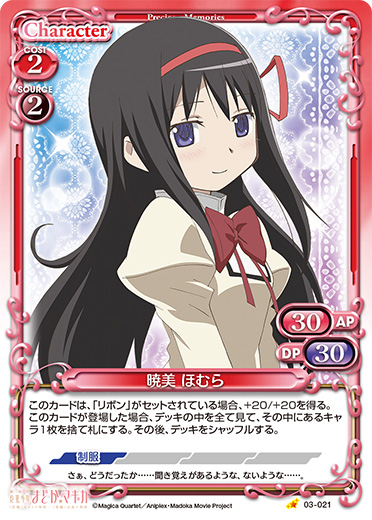 Precious Memories
Character
COST
2
SOURCE
2
30 AP
DP 30
暁美 ほむら
このカードは、「リボン」がセットされている場合、+20/+20を得る。
このカードが登場した場合、デッキの中を全て見て、その中にあるキャ
ラ1枚を捨て札にする。その後、デッキをシャッフルする。
制服
さぁ、どうだったか……聞き覚えがあるような、ないような……。
まどか☆マギカ
©Magica Quartet／Aniplex・Madoka Movie Project
03-021